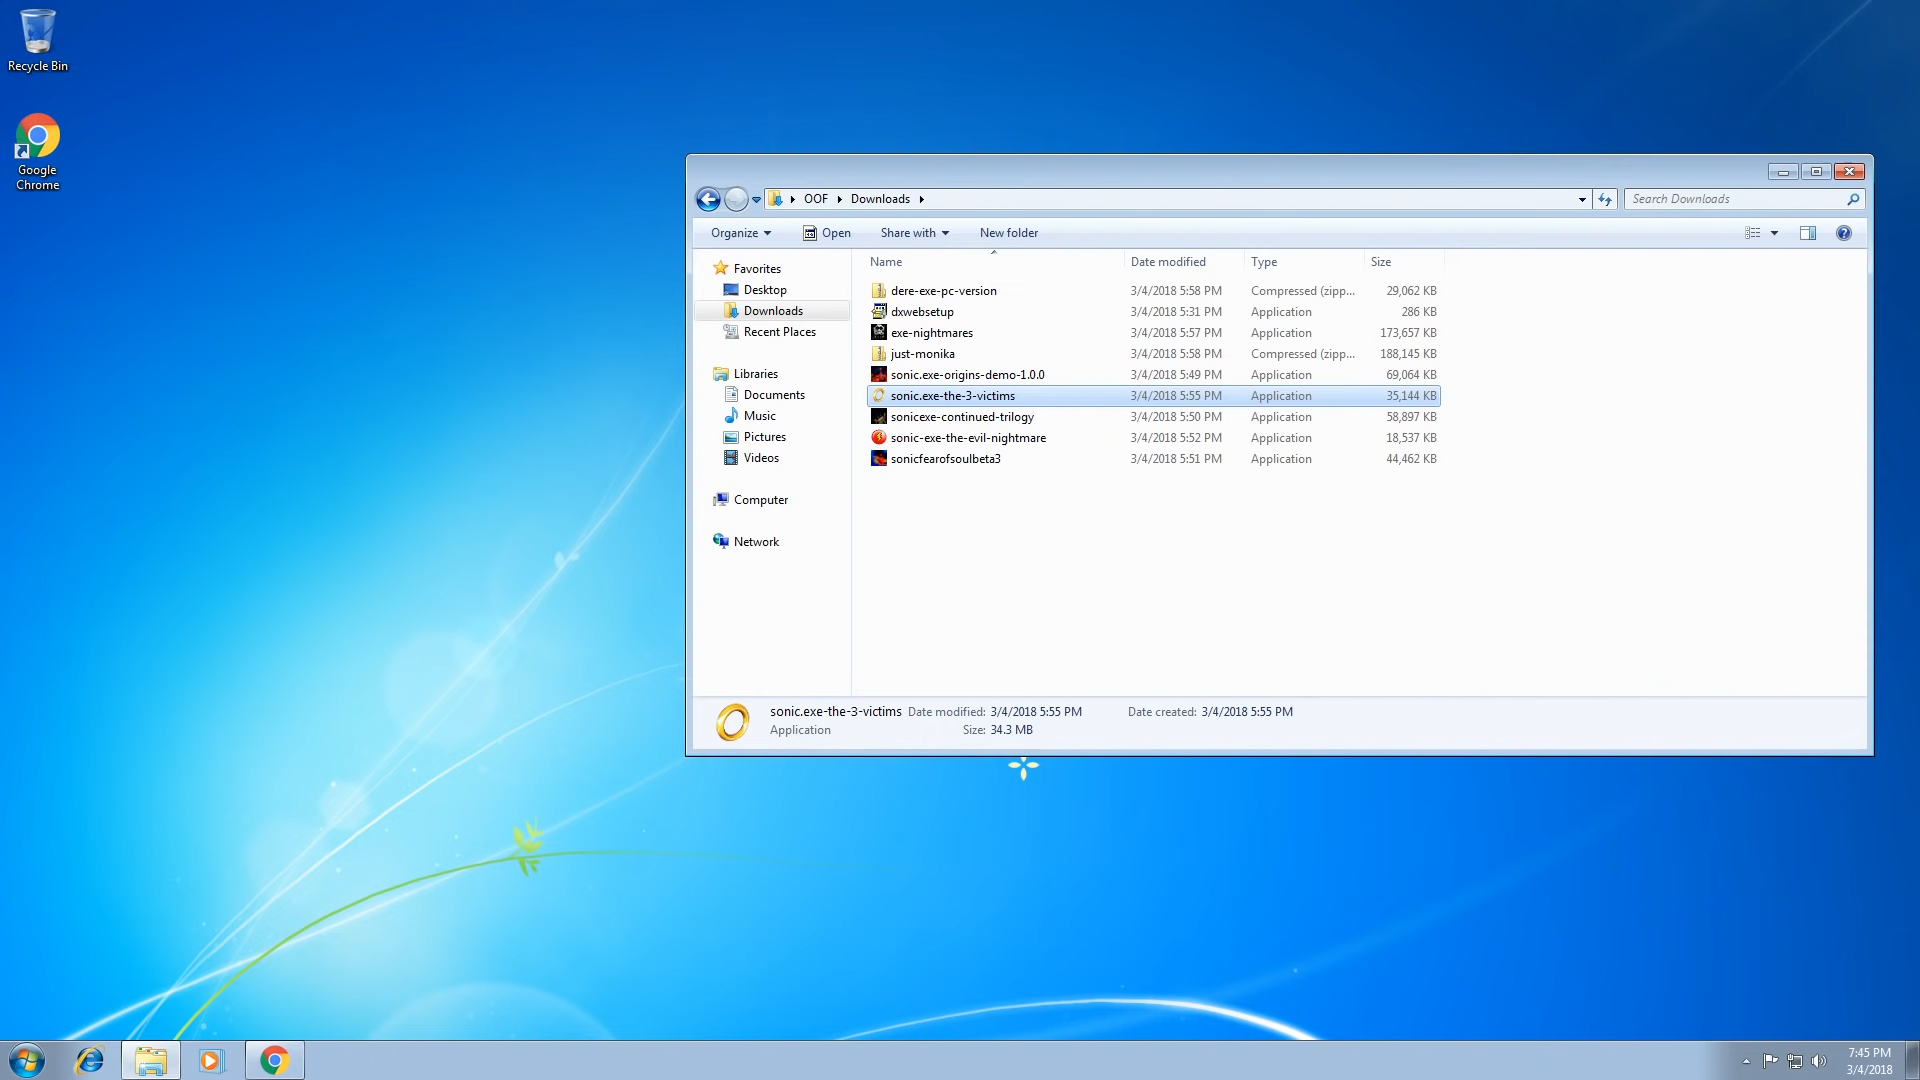 Recycle Bin
Google
Chrome
OOF
Downloads
Search Downloads
Organize
Open
Share with
New folder
Favorites
Desktop
Downloads
Recent Places
Libraries
Documents
Music
Pictures
Videos
Computer
Network
Name Date modified Type Size
dere-exe-pc-version 3/4/2018 5:58 PM Compressed (zipp... 29,062 KB
dxwebsetup 3/4/2018 5:31 PM Application 286 KB
exe-nightmares 3/4/2018 5:57 PM Application 173,657 KB
just-monika 3/4/2018 5:58 PM Compressed (zipp... 188,145 KB
sonic.exe-origins-demo-1.0.0 3/4/2018 5:49 PM Application 69,064 KB
sonic.exe-the-3-victims 3/4/2018 5:55 PM Application 35,144 KB
sonicexe-continued-trilogy 3/4/2018 5:50 PM Application 58,897 KB
sonic-exe-the-evil-nightmare 3/4/2018 5:52 PM Application 18,537 KB
sonicfearofsoulbeta3 3/4/2018 5:51 PM Application 44,462 KB
sonic.exe-the-3-victims Date modified: 3/4/2018 5:55 PM Date created: 3/4/2018 5:55 PM
Application Size: 34.3 MB
7:45 PM
3/4/2018